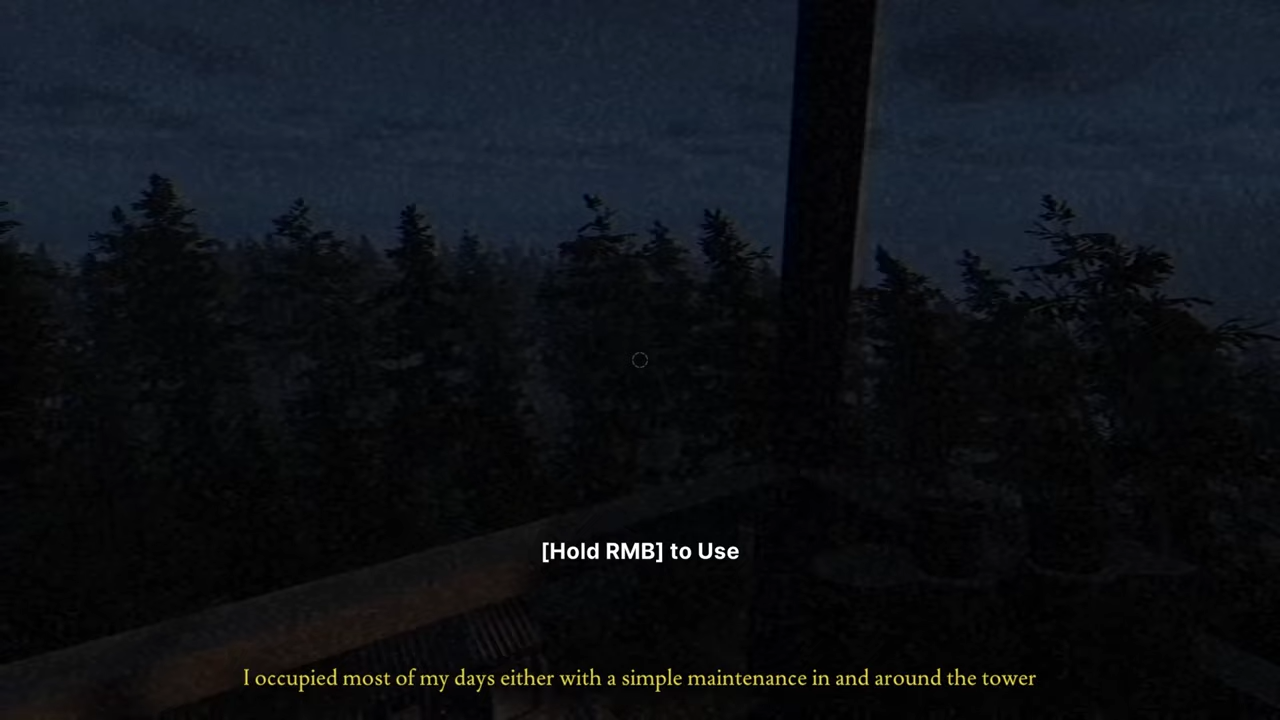 [Hold RMB] to Use
I occupied most of my days either with a simple maintenance in and around the tower